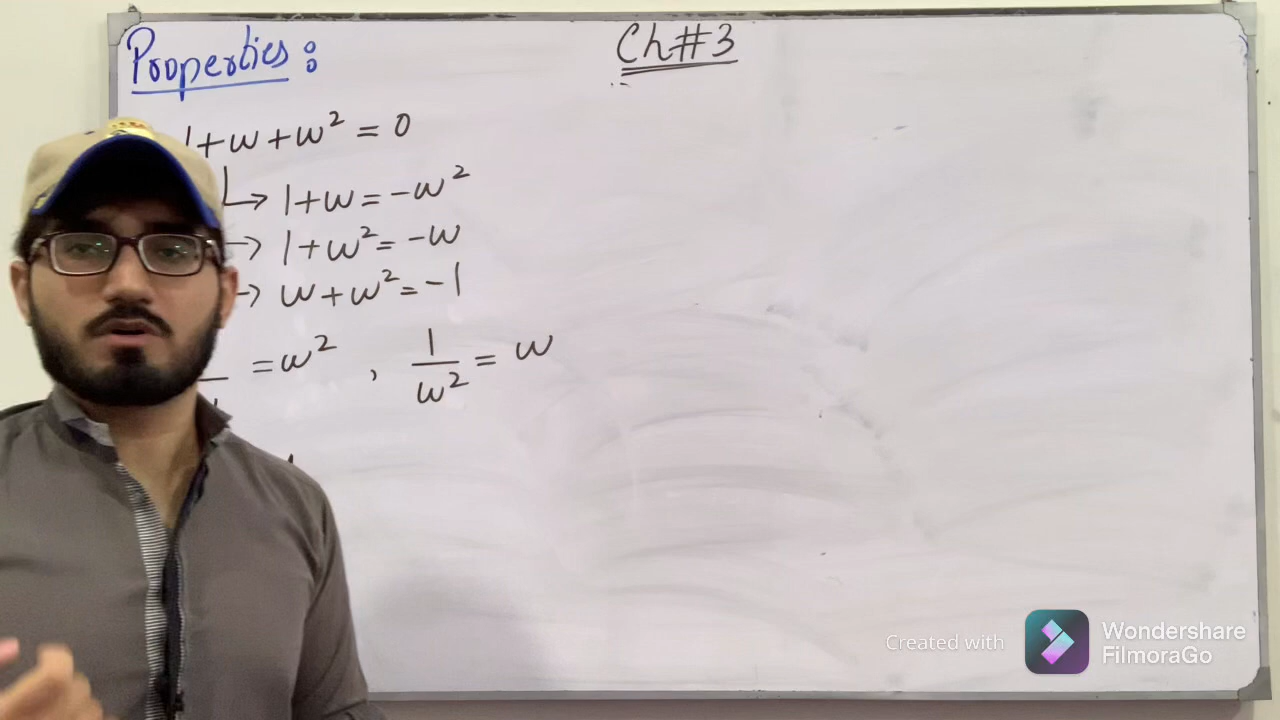 Properties:
Ch#3
1+w+w² = 0
→ 1+w = -w²
→ 1+w² = -w
→ w+w² = -1
= w² , 1/w² = w
Created with
Wondershare
FilmoraGo